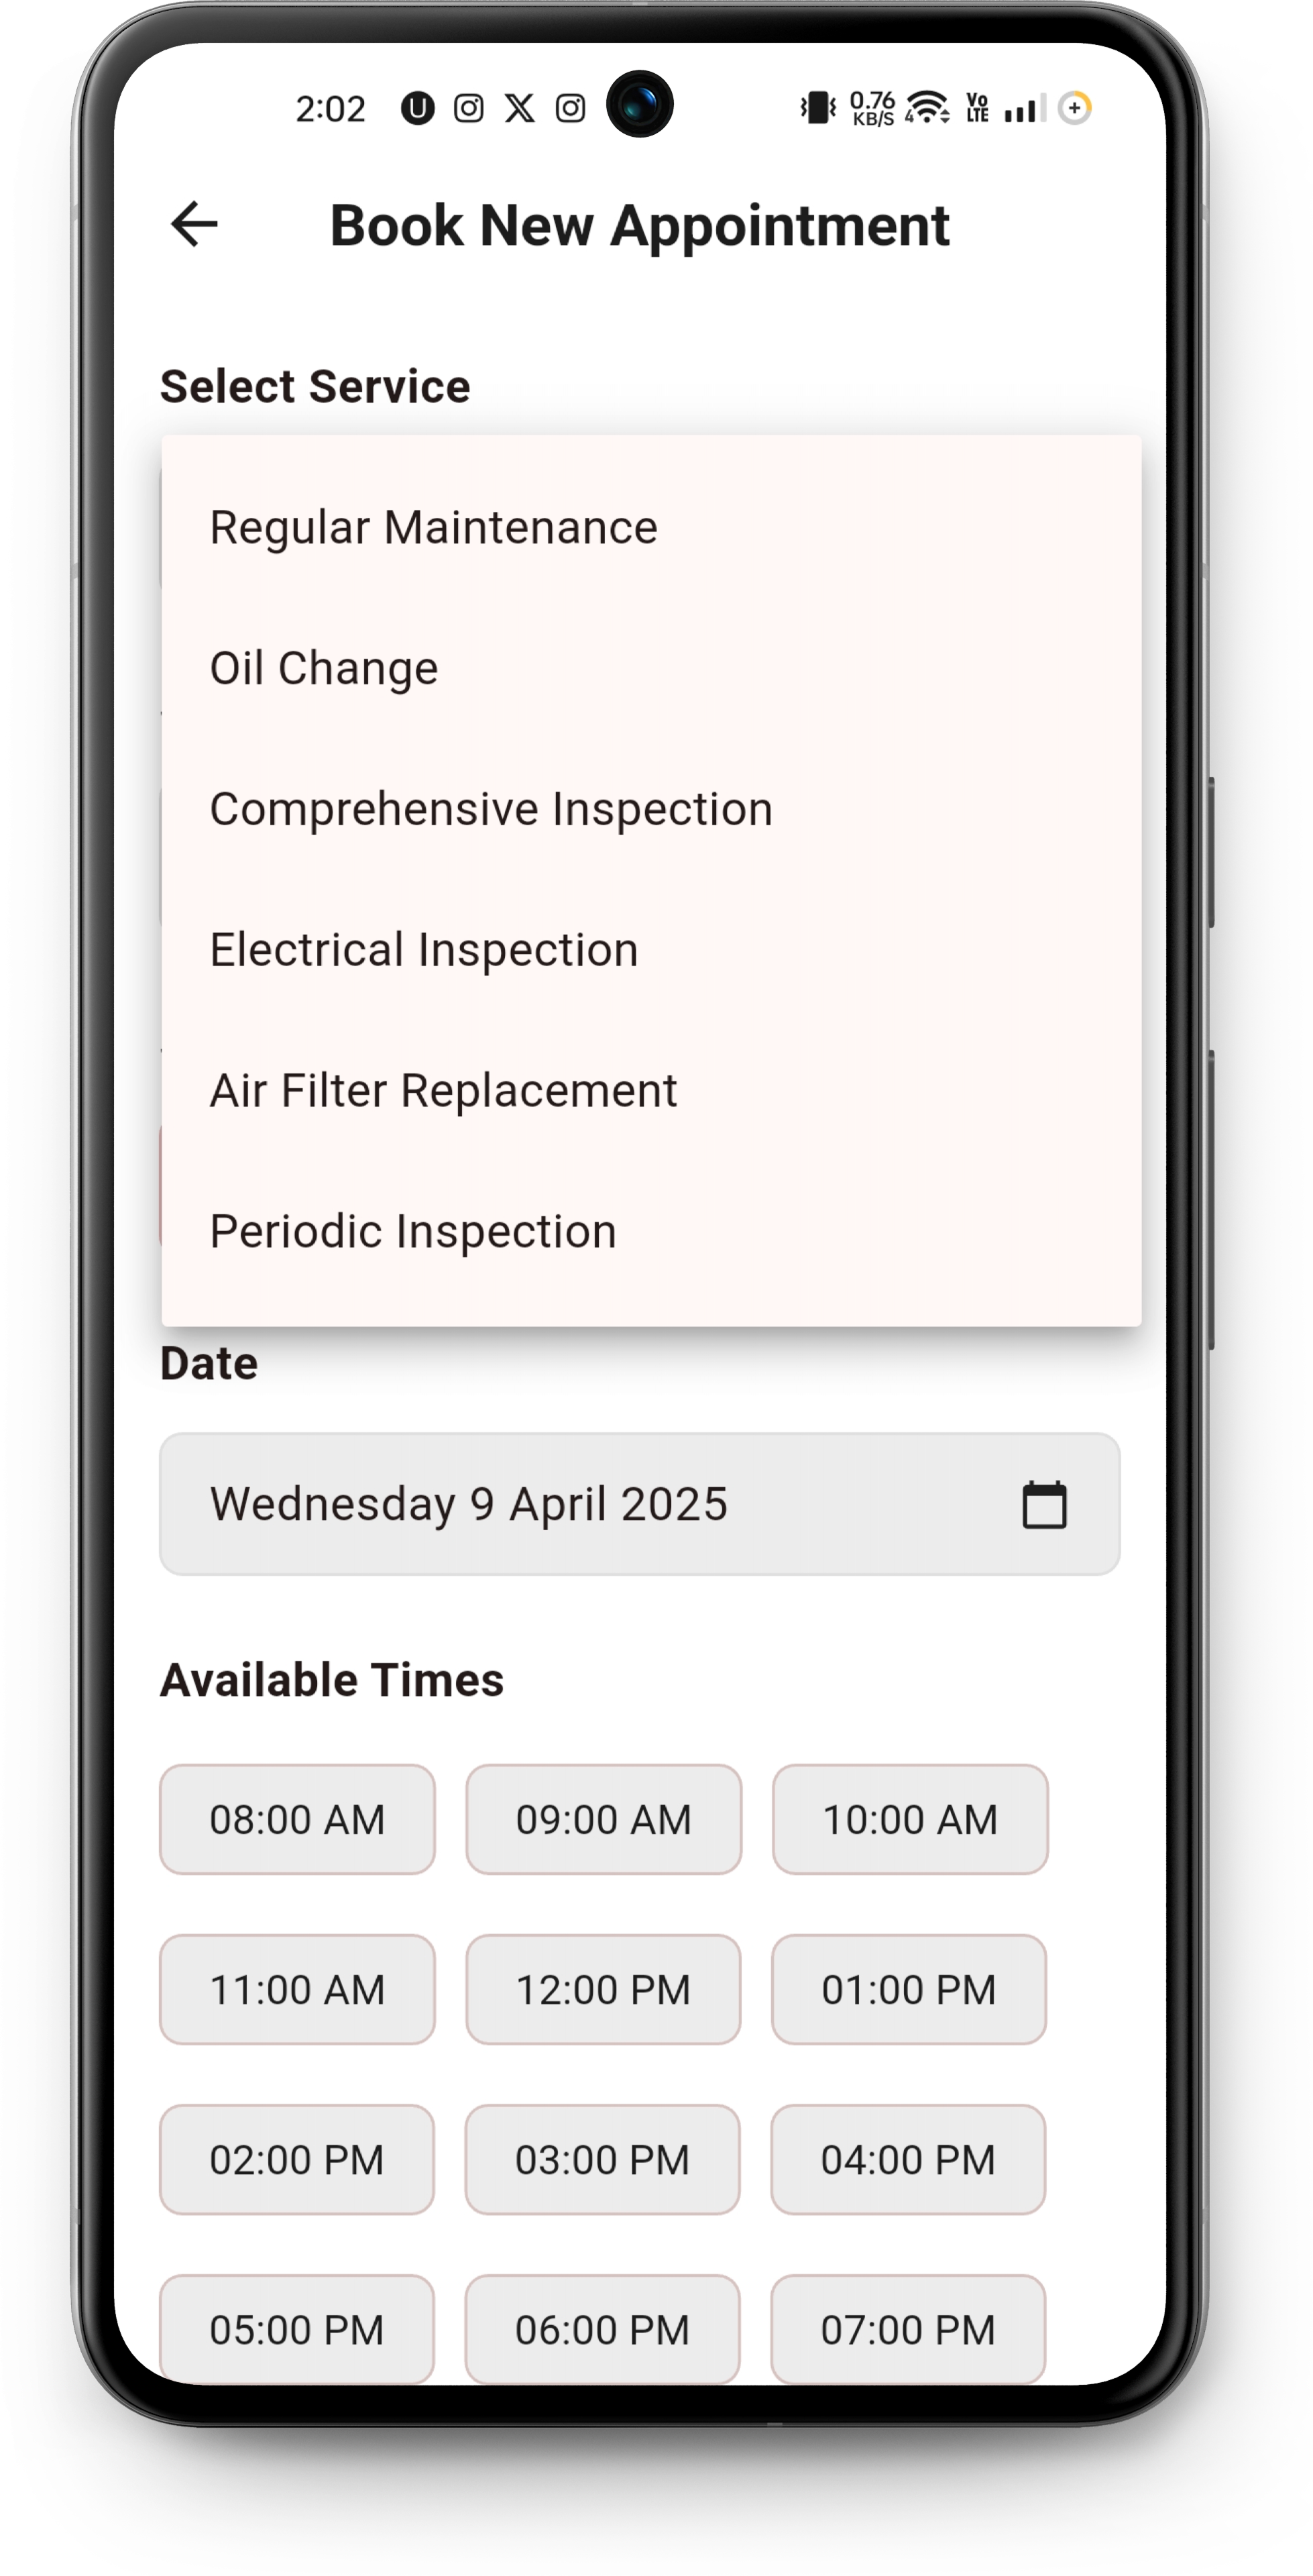 2:02
0.76
KB/S
4
Vo
LTE
Book New Appointment
Select Service
Regular Maintenance
Oil Change
Comprehensive Inspection
Electrical Inspection
Air Filter Replacement
Periodic Inspection
Date
Wednesday 9 April 2025
Available Times
08:00 AM 09:00 AM 10:00 AM
11:00 AM 12:00 PM 01:00 PM
02:00 PM 03:00 PM 04:00 PM
05:00 PM 06:00 PM 07:00 PM